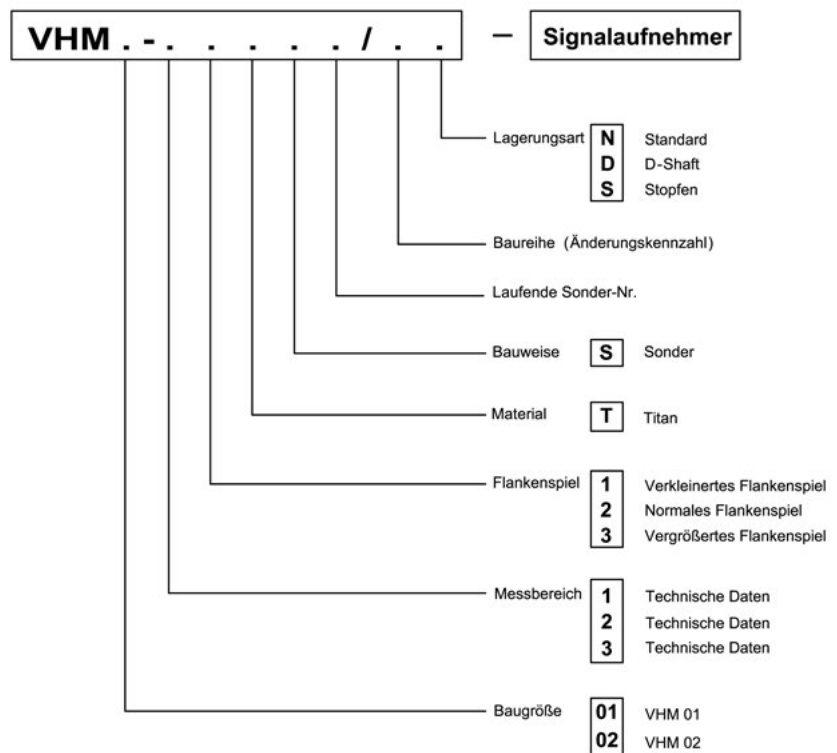 VHM . - . . . . . / . . – Signalaufnehmer
Lagerungsart N Standard
D D-Shaft
S Stopfen
Baureihe (Änderungskennzahl)
Laufende Sonder-Nr.
Bauweise S Sonder
Material T Titan
Flankenspiel 1 Verkleinertes Flankenspiel
2 Normales Flankenspiel
3 Vergrößertes Flankenspiel
Messbereich 1 Technische Daten
2 Technische Daten
3 Technische Daten
Baugröße 01 VHM 01
02 VHM 02